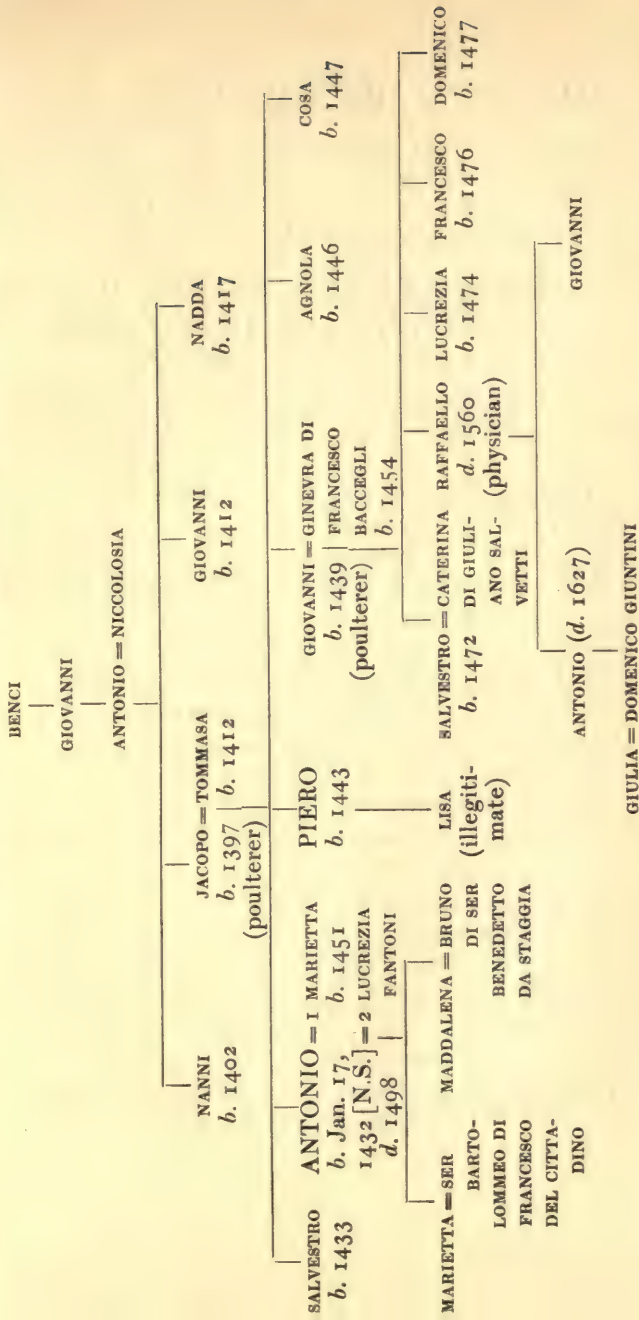 BENCI
GIOVANNI
ANTONIO = NICCOLOSIA
NANNI
b. 1402
JACOPO = TOMMASA
b. 1397 b. 1412
(poulterer)
GIOVANNI
b. 1412
NADDA
b. 1417
SALVESTRO
b. 1433
ANTONIO = 1 MARIETTA
b. Jan. 17, b. 1451
1432 [N.S.] = 2 LUCREZIA
d. 1498 FANTONI
PIERO
b. 1443
GIOVANNI = GINEVRA DI
b. 1439 FRANCESCO
(poulterer) BACCEGLI
b. 1454
AGNOLA
b. 1446
COSA
b. 1447
MARIETTA = SER
BARTO-
LOMMEO DI
FRANCESCO
DEL CITTA-
DINO
MADDALENA = BRUNO
DI SER
BENEDETTO
DA STAGGIA
LISA
(illegiti-
mate)
SALVESTRO = CATERINA
b. 1472 DI GIULI-
ANO SAL-
VETTI
RAFFAELLO
d. 1560
(physician)
LUCREZIA
b. 1474
FRANCESCO
b. 1476
DOMENICO
b. 1477
ANTONIO (d. 1627)
GIOVANNI
GIULIA = DOMENICO GIUNTINI